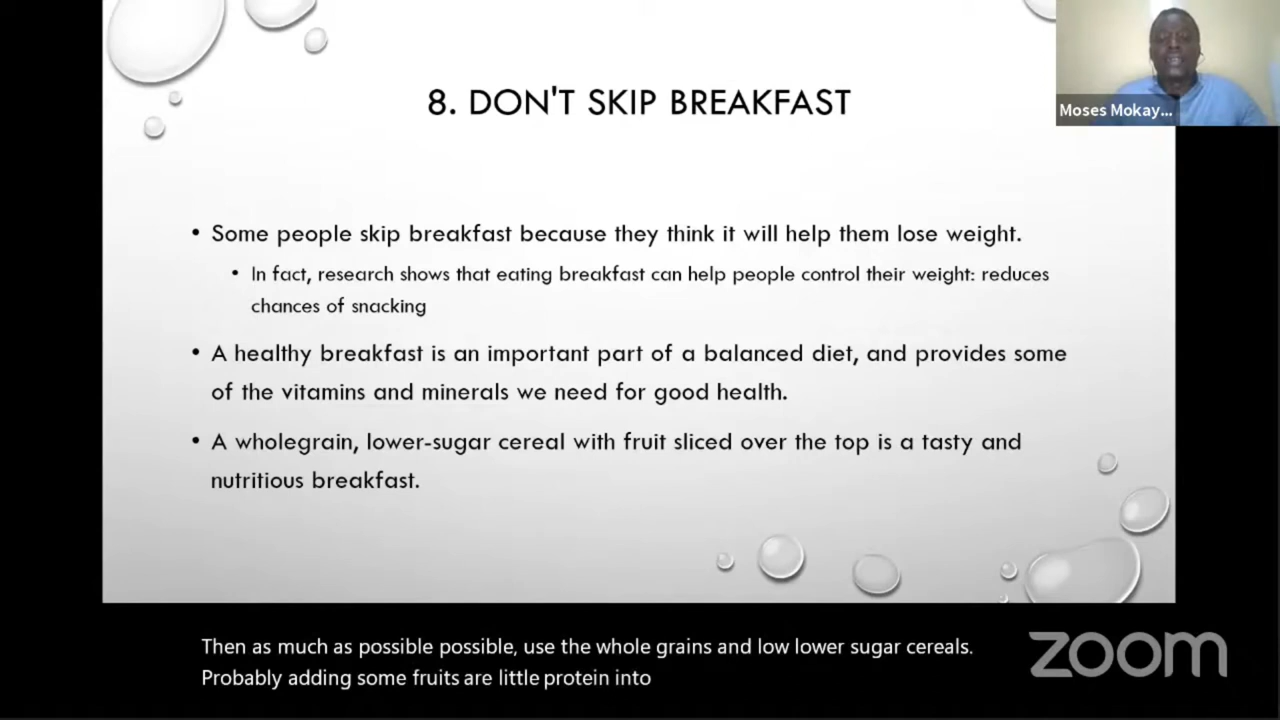 8. DON'T SKIP BREAKFAST
Moses Mokay...
• Some people skip breakfast because they think it will help them lose weight.
• In fact, research shows that eating breakfast can help people control their weight: reduces
chances of snacking
• A healthy breakfast is an important part of a balanced diet, and provides some
of the vitamins and minerals we need for good health.
• A wholegrain, lower-sugar cereal with fruit sliced over the top is a tasty and
nutritious breakfast.
Then as much as possible possible, use the whole grains and low lower sugar cereals.
Probably adding some fruits are little protein into
zoom